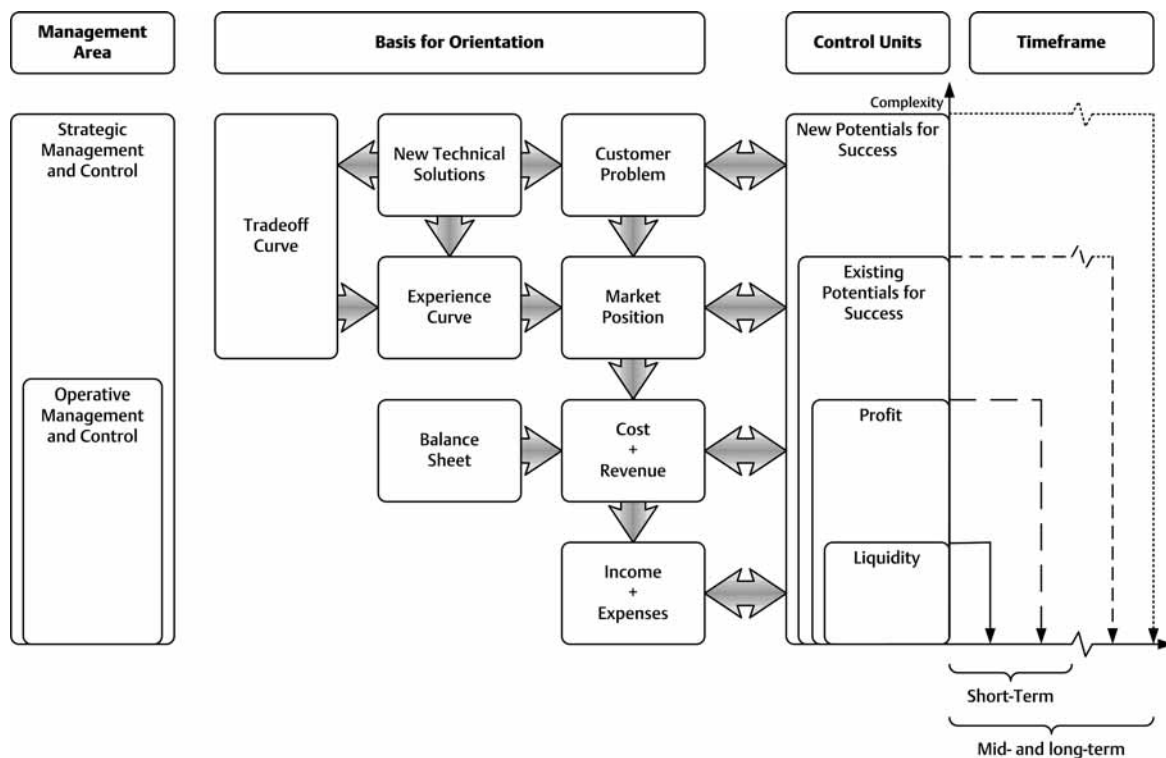 Management
Area
Basis for Orientation
Control Units
Timeframe
Complexity
Strategic
Management
and Control
New Technical
Solutions
Customer
Problem
New Potentials for
Success
Tradeoff
Curve
Experience
Curve
Market
Position
Existing
Potentials for
Success
Operative
Management
and Control
Balance
Sheet
Cost
+
Revenue
Profit
Income
+
Expenses
Liquidity
Short-Term
Mid- and long-term